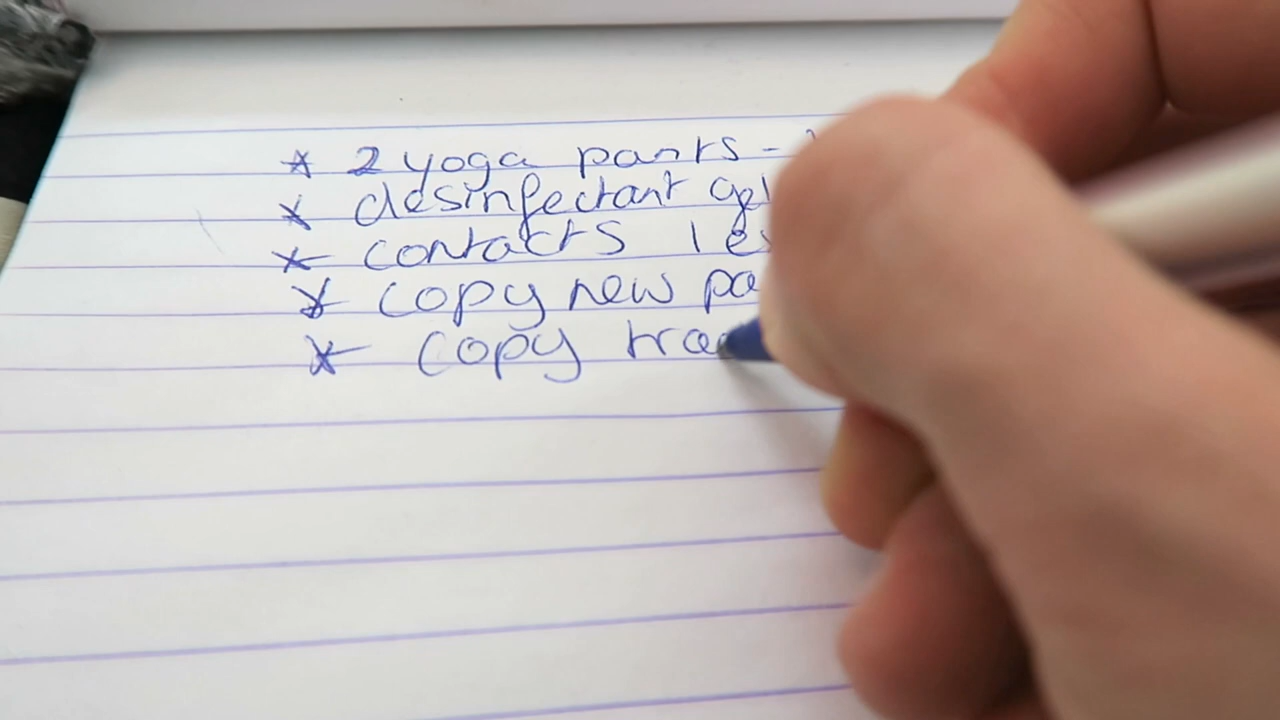 * 2 yoga pants -
* desinfectant gel
* contacts
* copy new
* copy